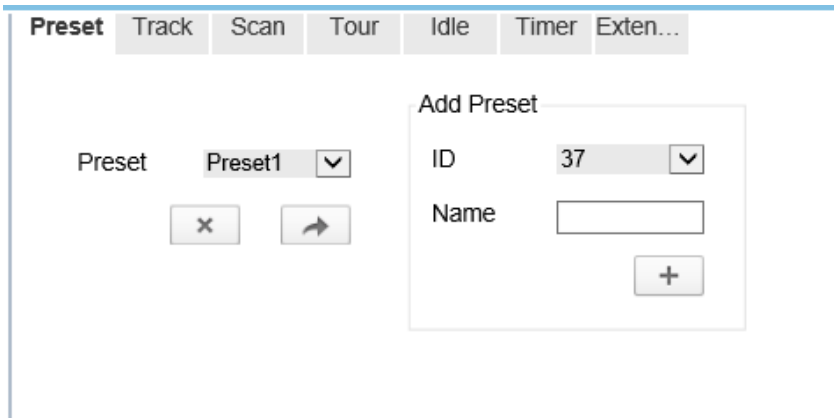 Preset Track Scan Tour Idle Timer Exten...
Add Preset
Preset Preset1 ID 37
Name